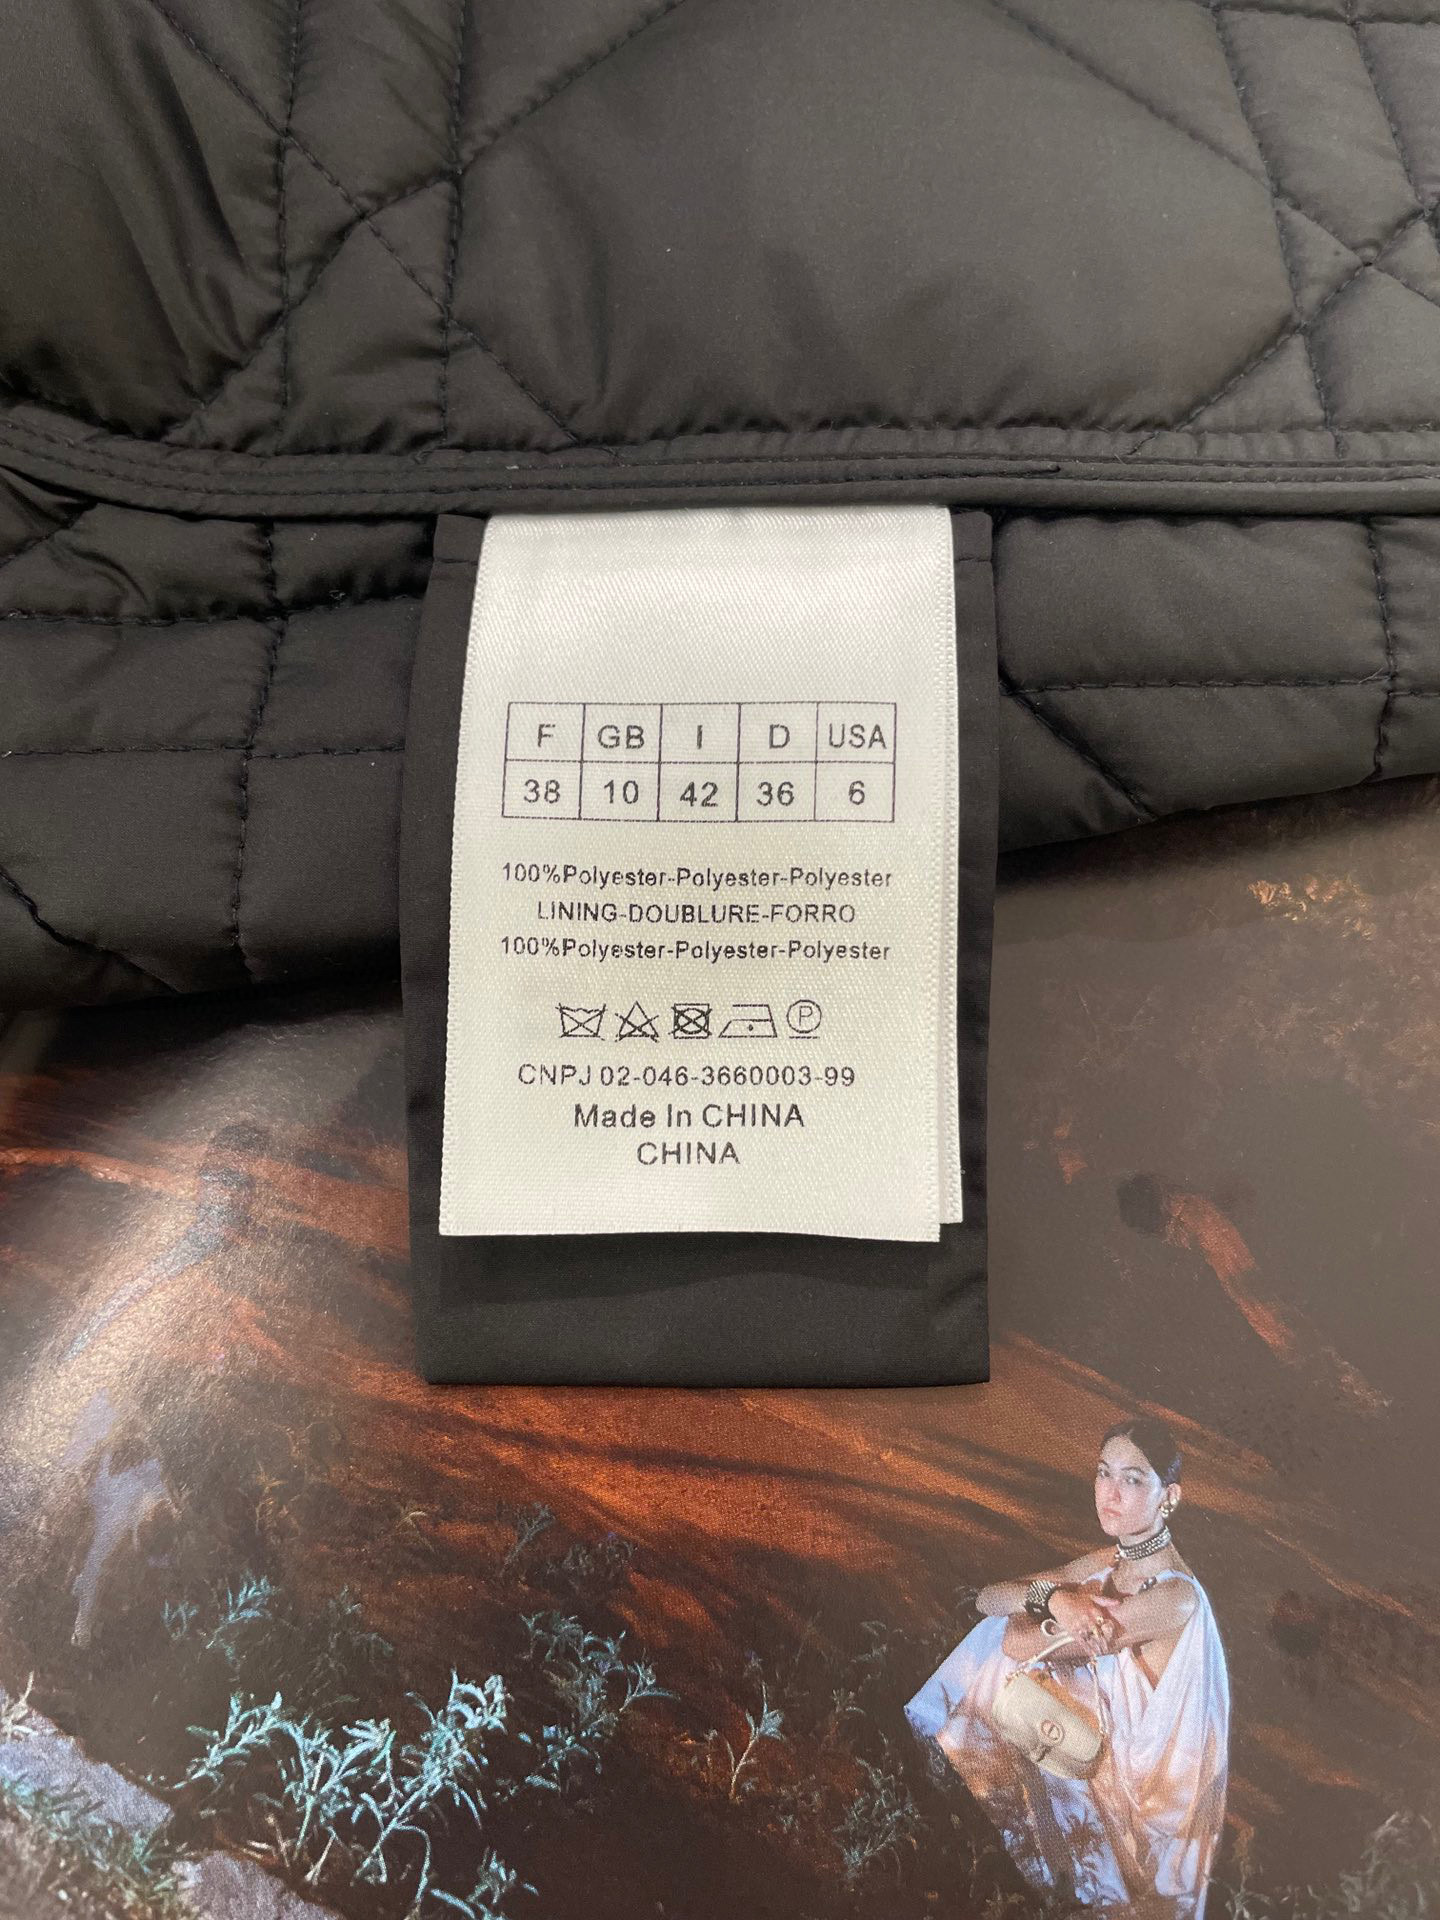 F GB I D USA
38 10 42 36 6
100%Polyester-Polyester-Polyester
LINING-DOUBLURE-FORRO
100%Polyester-Polyester-Polyester
P
CNPJ 02-046-3660003-99
Made In CHINA
CHINA